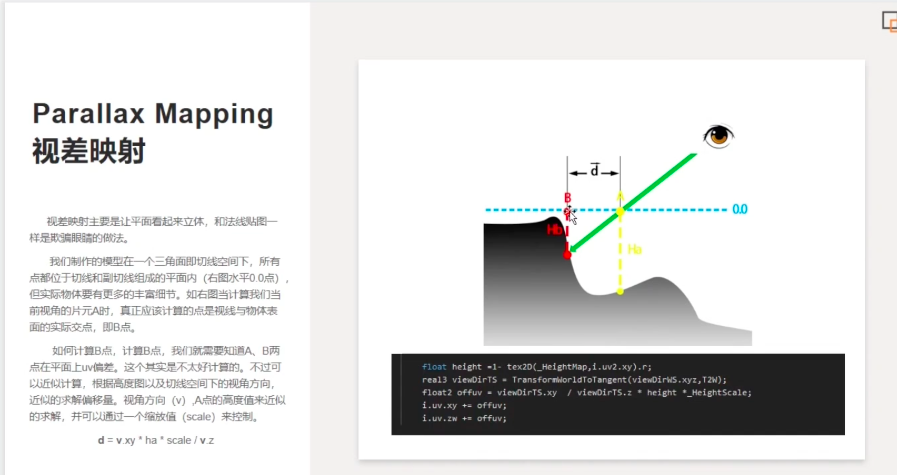 Parallax Mapping
视差映射
视差映射主要是让平面看起来立体，和法线贴图一
样是欺骗眼睛的做法。
我们制作的模型在一个三角面即切线空间下，所有
点都位于切线和副切线组成的平面内（右图水平0.0点），
但实际物体要有更多的丰富细节。如右图当计算我们当
前视角的片元A时，真正应该计算的点是视线与物体表
面的实际交点，即B点。
如何计算B点，计算B点，我们就需要知道A、B两
点在平面上uv偏差。这个其实是不太好计算的。不过可
以近似计算，根据高度图以及切线空间下的视角方向，
近似的求解偏移量。视角方向（v）,A点的高度值来近似
的求解，并可以通过一个缩放值（scale）来控制。
d = v.xy * ha * scale / v.z
d
B
A
0.0
Hb
Ha
float height =1- tex2D(_HeightMap,i.uv2.xy).r;
real3 viewDirTS = TransformWorldToTangent(viewDirWS.xyz,T2W);
float2 offuv = viewDirTS.xy / viewDirTS.z * height *_HeightScale;
i.uv.xy += offuv;
i.uv.zw += offuv;